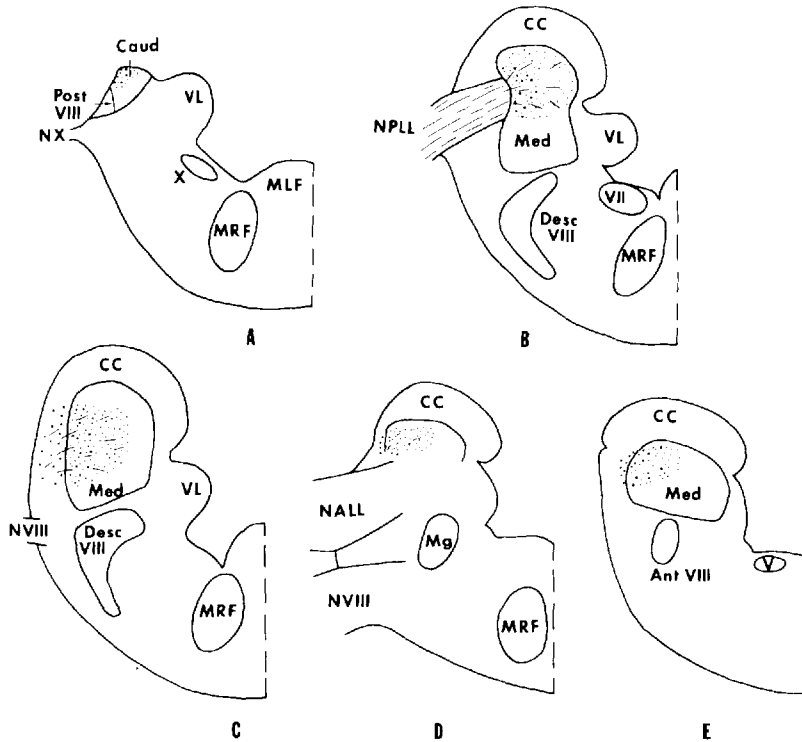 Caud
Post
VIII
VL
NX
X
MLF
MRF
A
CC
NPLL
Med
VL
VII
Desc
VIII
MRF
B
CC
Med
VL
NVIII
Desc
VIII
MRF
C
CC
NALL
Mg
NVIII
MRF
D
CC
Med
Ant VIII
V
E